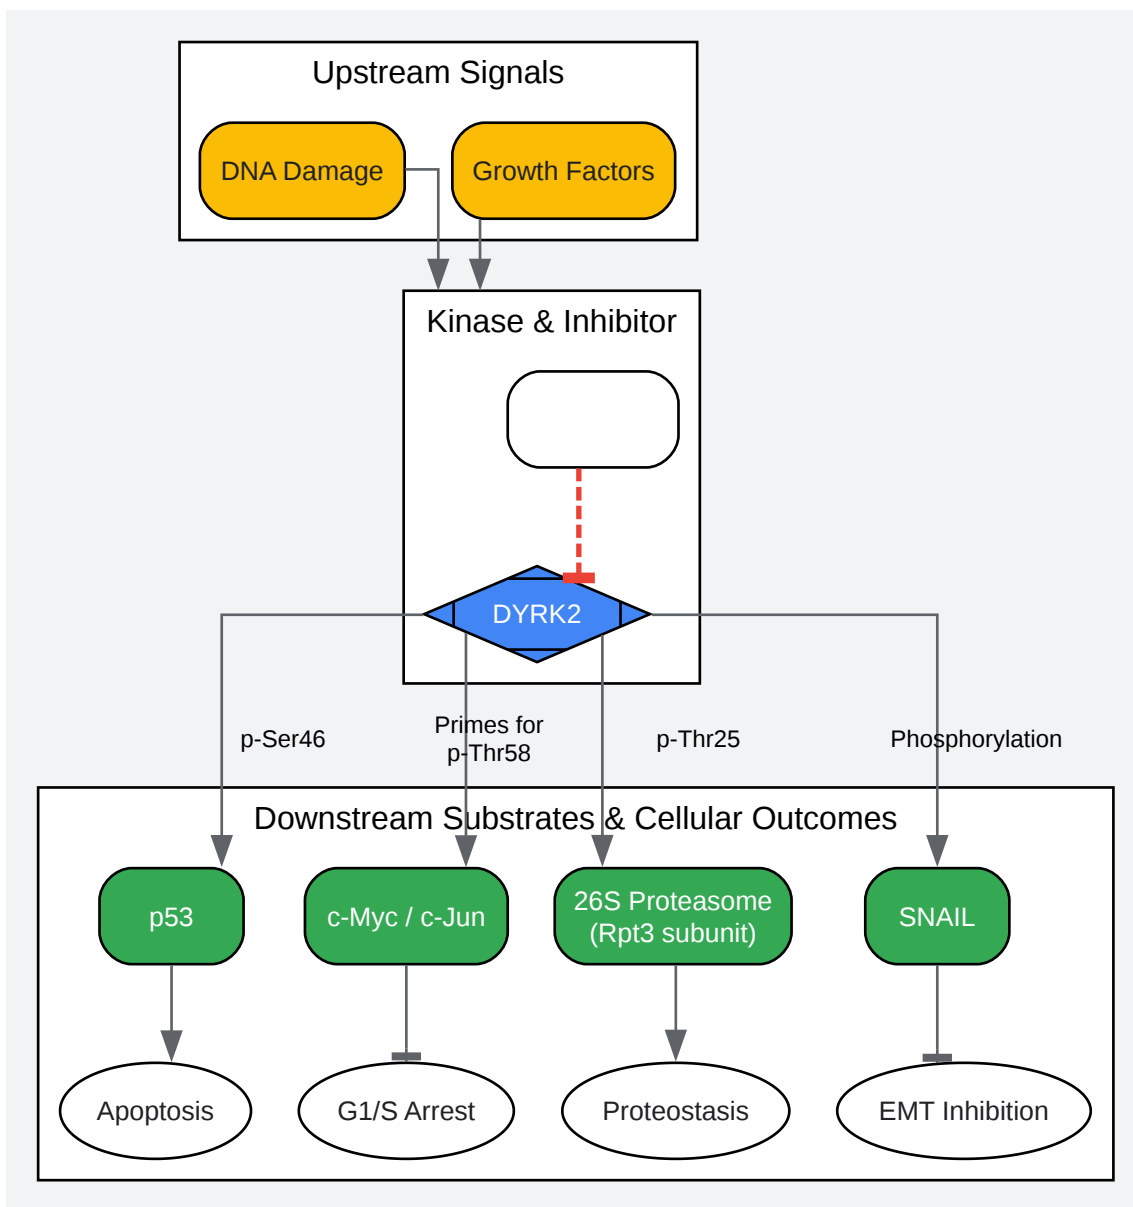 Upstream Signals
DNA Damage
Growth Factors
Kinase & Inhibitor
DYRK2
p-Ser46
Primes for
p-Thr58
p-Thr25
Phosphorylation
Downstream Substrates & Cellular Outcomes
p53
c-Myc / c-Jun
26S Proteasome
(Rpt3 subunit)
SNAIL
Apoptosis
G1/S Arrest
Proteostasis
EMT Inhibition